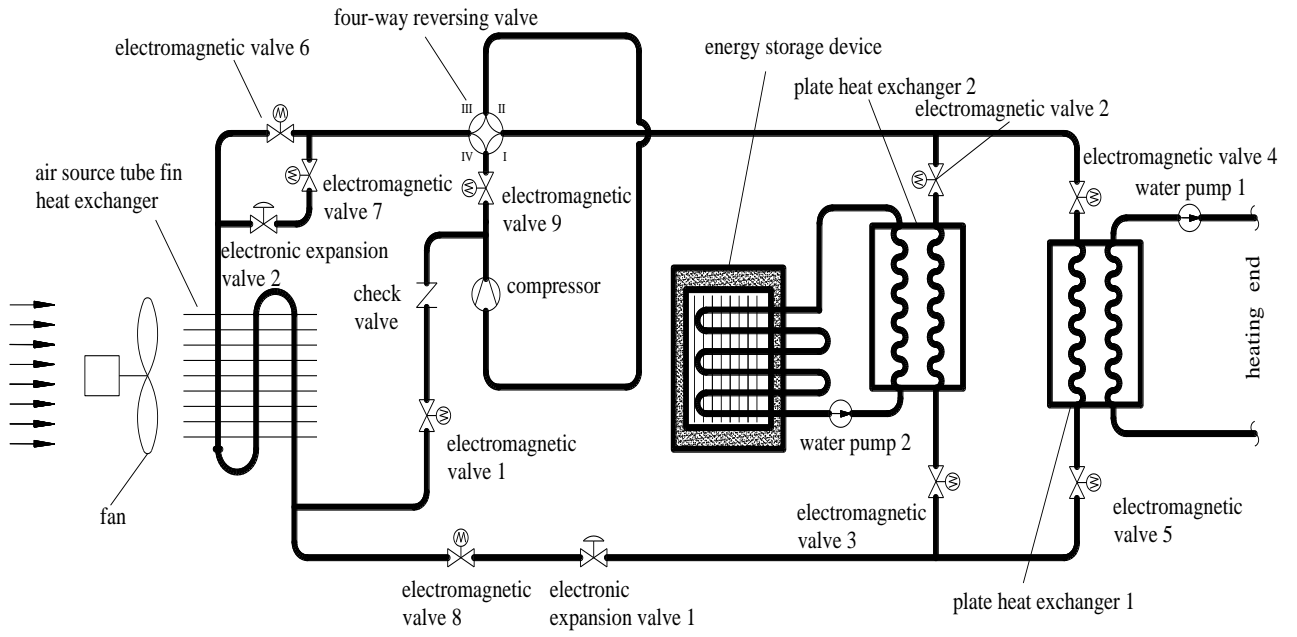 four-way reversing valve
electromagnetic valve 6
energy storage device
plate heat exchanger 2
electromagnetic valve 2
III
II
IV
I
air source tube fin
heat exchanger
electromagnetic
valve 7
electromagnetic
valve 9
electromagnetic valve 4
water pump 1
electronic expansion
valve 2
check
valve
compressor
heating end
water pump 2
electromagnetic
valve 1
fan
electromagnetic
valve 3
electromagnetic
valve 5
electromagnetic
valve 8
electronic
expansion valve 1
plate heat exchanger 1
M
M
M
M
M
M
M
M
M